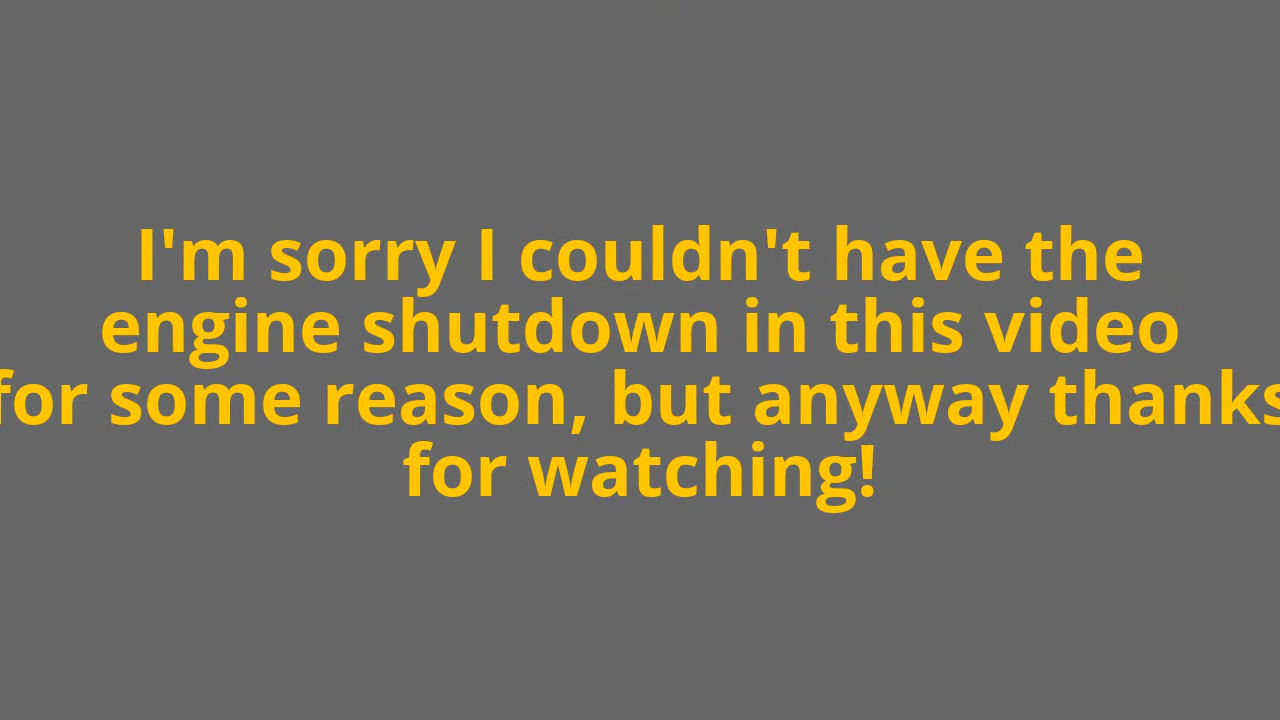 I'm sorry I couldn't have the
engine shutdown in this video
for some reason, but anyway thanks
for watching!